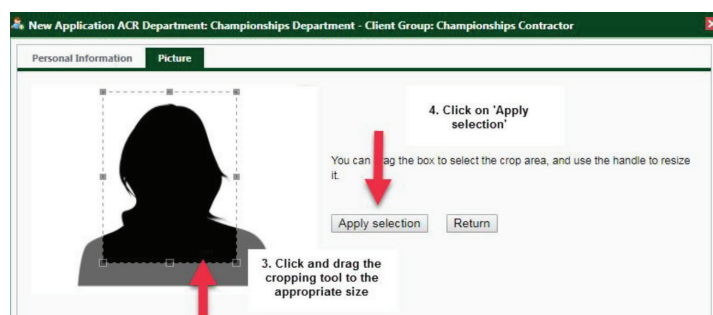 New Application ACR Department: Championships Department - Client Group: Championships Contractor
Personal Information Picture
4. Click on 'Apply
selection'
You can drag the box to select the crop area, and use the handle to resize
it.
Apply selection Return
3. Click and drag the
cropping tool to the
appropriate size